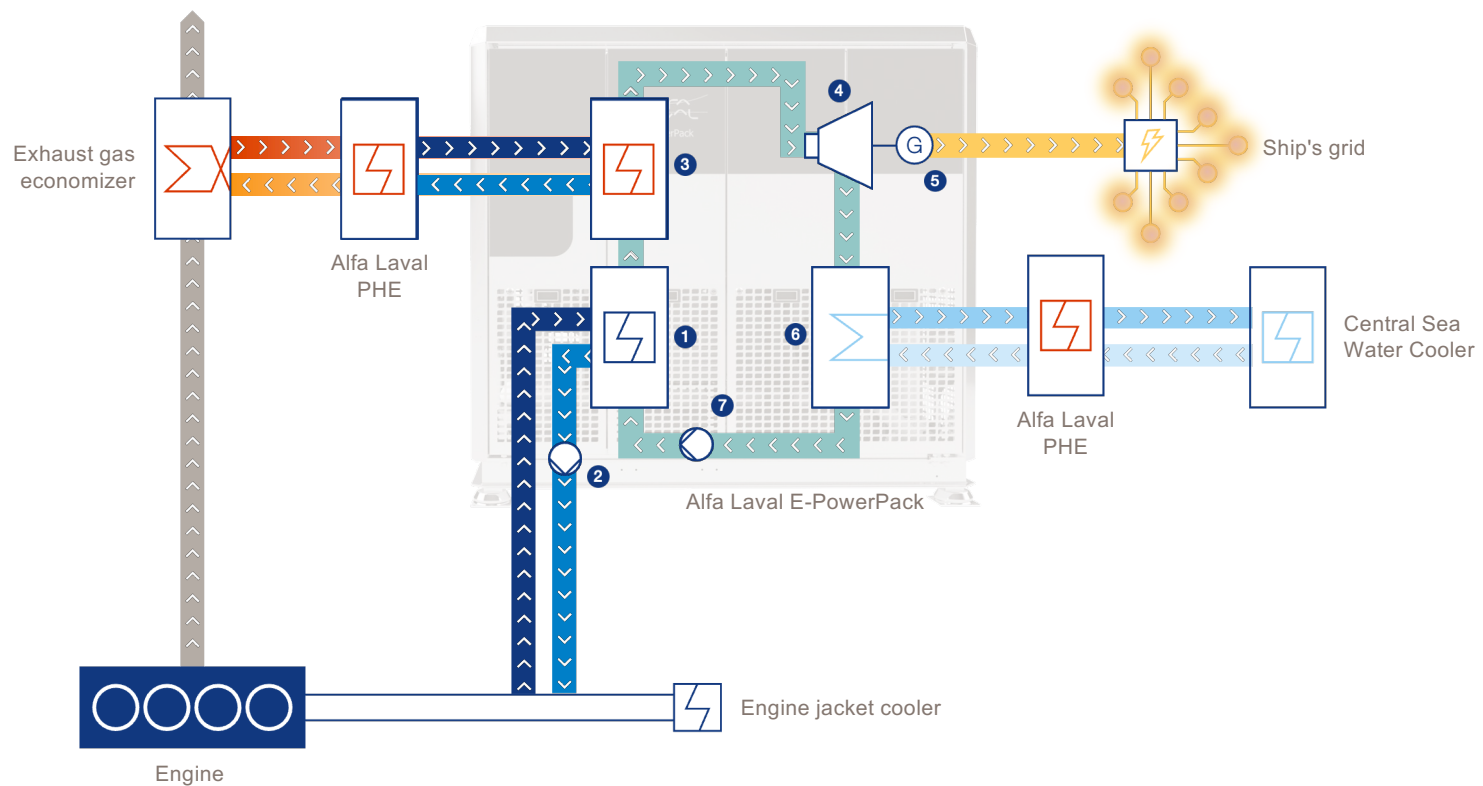 4
Exhaust gas
economizer
3
G
5
Ship's grid
Alfa Laval
PHE
1
6
Central Sea
Water Cooler
7
Alfa Laval
PHE
2
Alfa Laval E-PowerPack
Engine jacket cooler
Engine